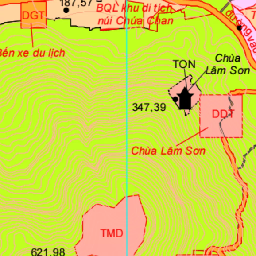 187,57
BQL khu di tích
núi Chúa Chan
DGT
Bến xe du lịch
TON
Chùa
Lâm Sơn
347,39
DDT
Chùa Lâm Sơn
TMD
621,98